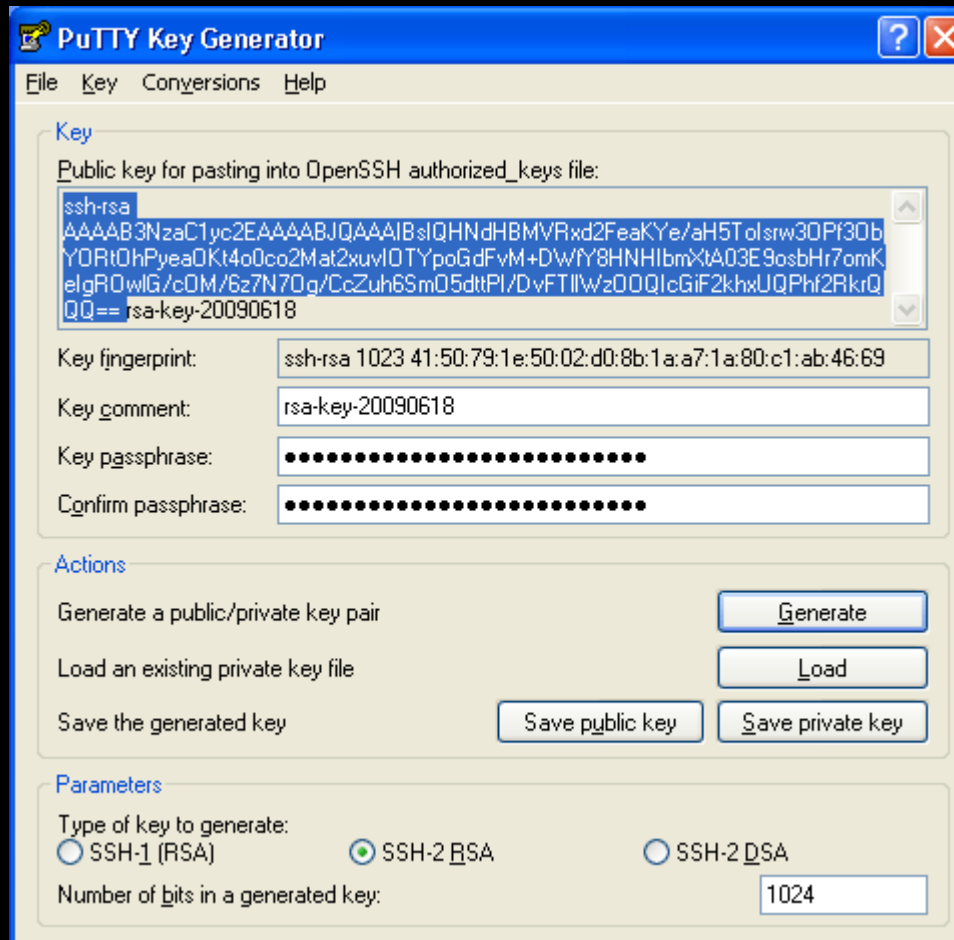 PuTTY Key Generator
File Key Conversions Help
Key
Public key for pasting into OpenSSH authorized_keys file:
ssh-rsa
AAAAB3NzaC1yc2EAAAABJQAAAIBsIQHNdHBMVRxd2FeaKYe/aH5ToIsrw3OPf3Ob
YORtOhPyeaOKt4o0co2Mat2xuvIOTYpoGdFvM+DWfY8HNHIbmXtA03E9osbHr7omK
eIgROwlG/cOM/6z7N7Og/CcZuh6SmO5dttPI/DvFTIlWzOOQIcGiF2khxUQPhf2RkrQ
QQ== rsa-key-20090618
Key fingerprint: ssh-rsa 1023 41:50:79:1e:50:02:d0:8b:1a:a7:1a:80:c1:ab:46:69
Key comment: rsa-key-20090618
Key passphrase: ●●●●●●●●●●●●●●●●●●●●●●●●●●
Confirm passphrase: ●●●●●●●●●●●●●●●●●●●●●●●●●●
Actions
Generate a public/private key pair Generate
Load an existing private key file Load
Save the generated key Save public key Save private key
Parameters
Type of key to generate:
SSH-1 (RSA) SSH-2 RSA SSH-2 DSA
Number of bits in a generated key: 1024